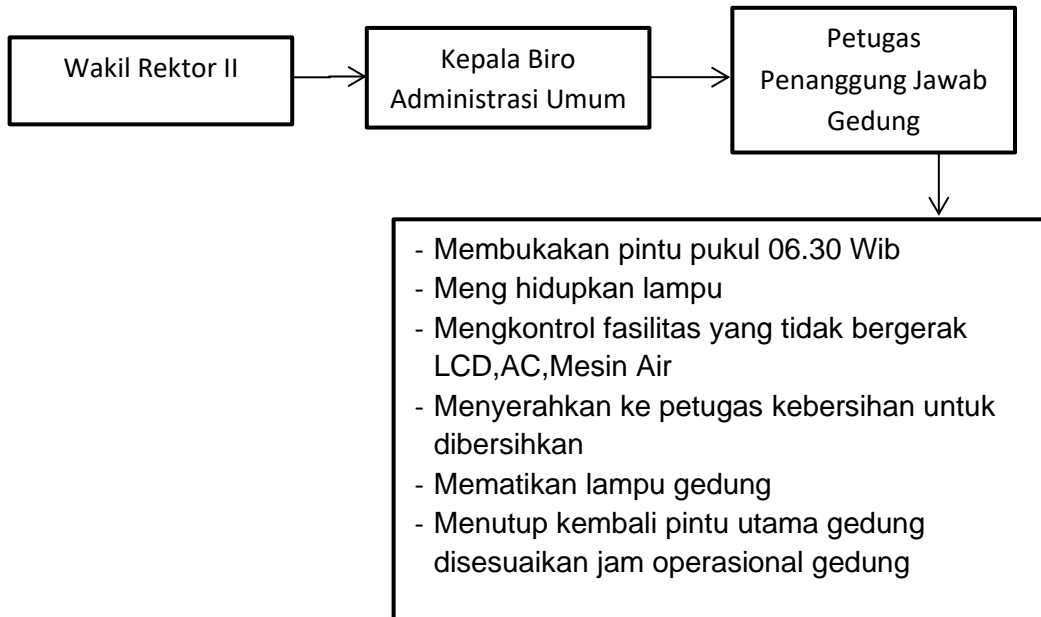 Wakil Rektor II
Kepala Biro
Administrasi Umum
Petugas
Penanggung Jawab
Gedung
- Membukakan pintu pukul 06.30 Wib
- Meng hidupkan lampu
- Mengkontrol fasilitas yang tidak bergerak
LCD,AC,Mesin Air
- Menyerahkan ke petugas kebersihan untuk
dibersihkan
- Mematikan lampu gedung
- Menutup kembali pintu utama gedung
disesuaikan jam operasional gedung